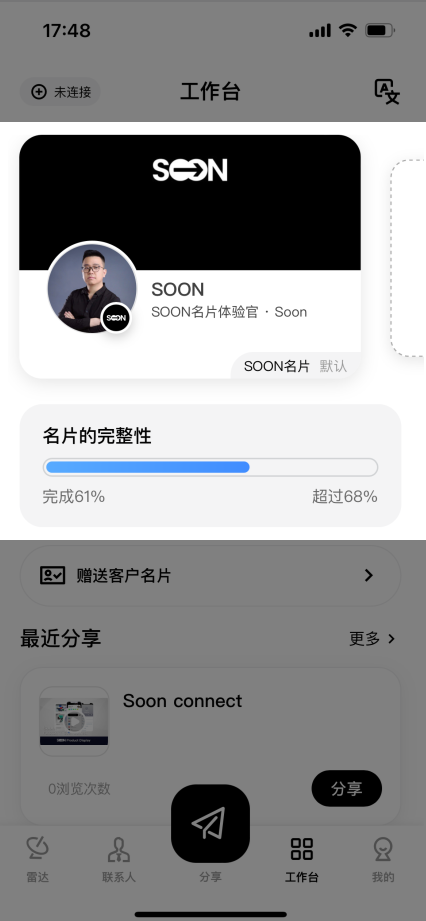 17:48
未连接
工作台
SOON
SOON
SOON
SOON名片体验官 · Soon
SOON名片 默认
名片的完整性
完成61%
超过68%
赠送客户名片
最近分享
更多
Soon connect
0浏览次数
分享
雷达
联系人
分享
工作台
我的